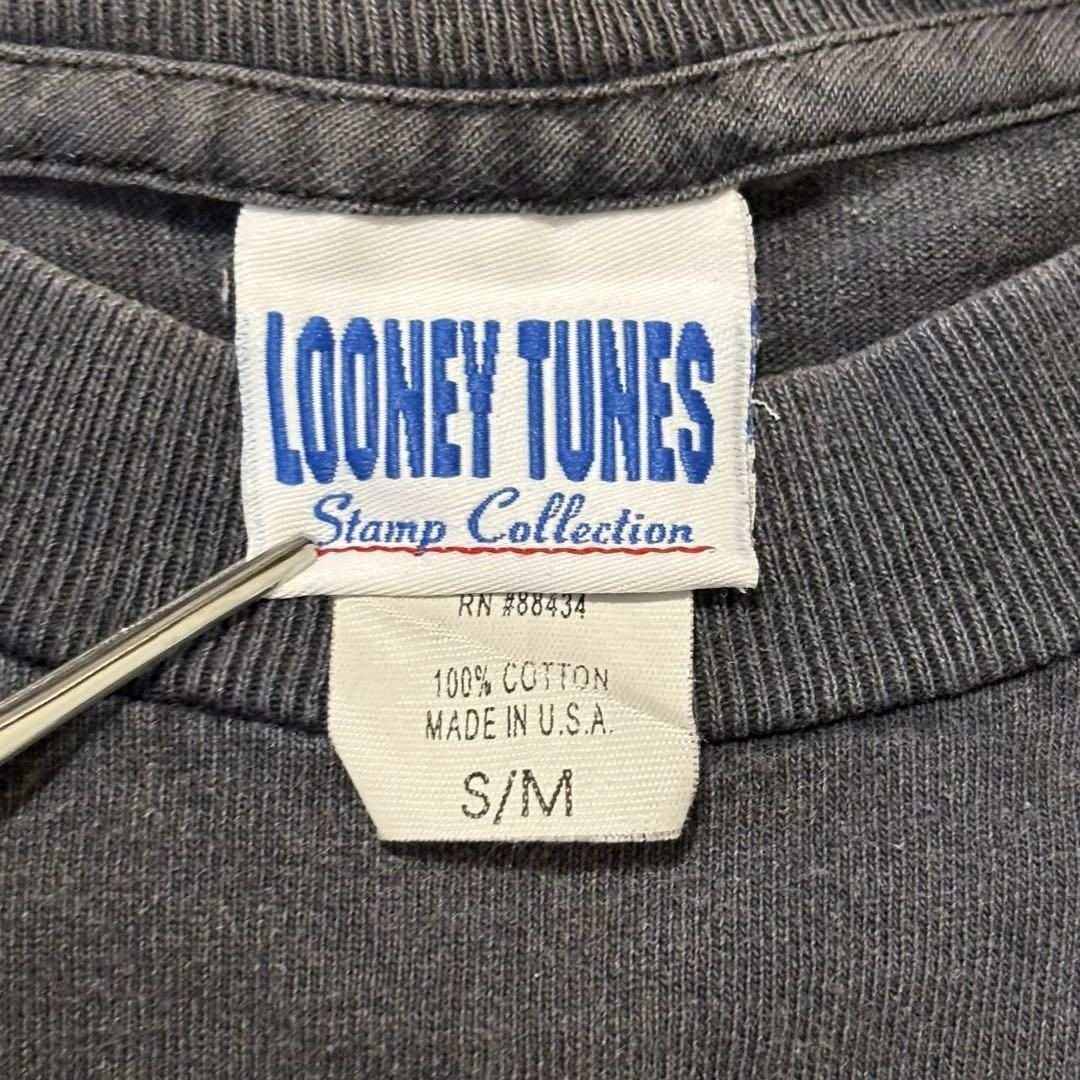 LOONEY TUNES
Stamp Collection
RN #88434
100% COTTON
MADE IN U.S.A.
S/M